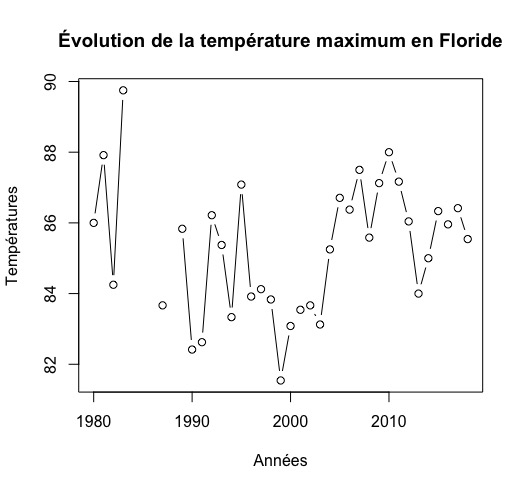 Évolution de la température maximum en Floride
Températures
90
88
86
84
82
1980 1990 2000 2010
Années